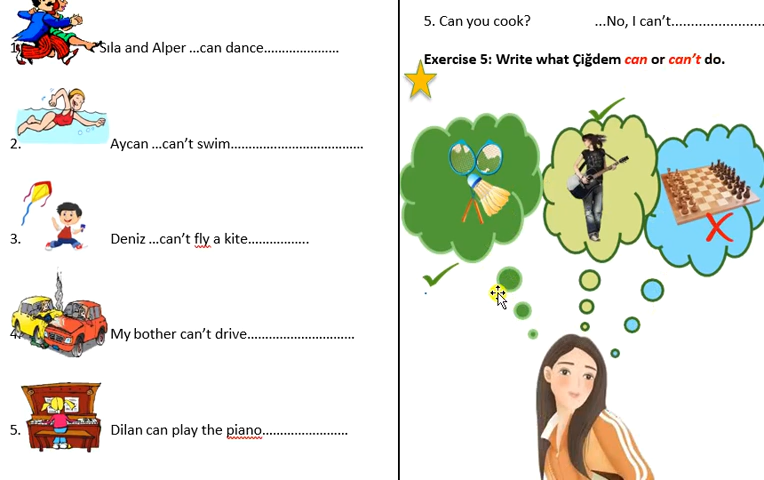 1. Sıla and Alper ...can dance.....................
2. Aycan ...can't swim.....................................
3. Deniz ...can't fly a kite.................
4. My bother can't drive..............................
5. Dilan can play the piano........................
5. Can you cook? ...No, I can't.........................
Exercise 5: Write what Çiğdem can or can't do.